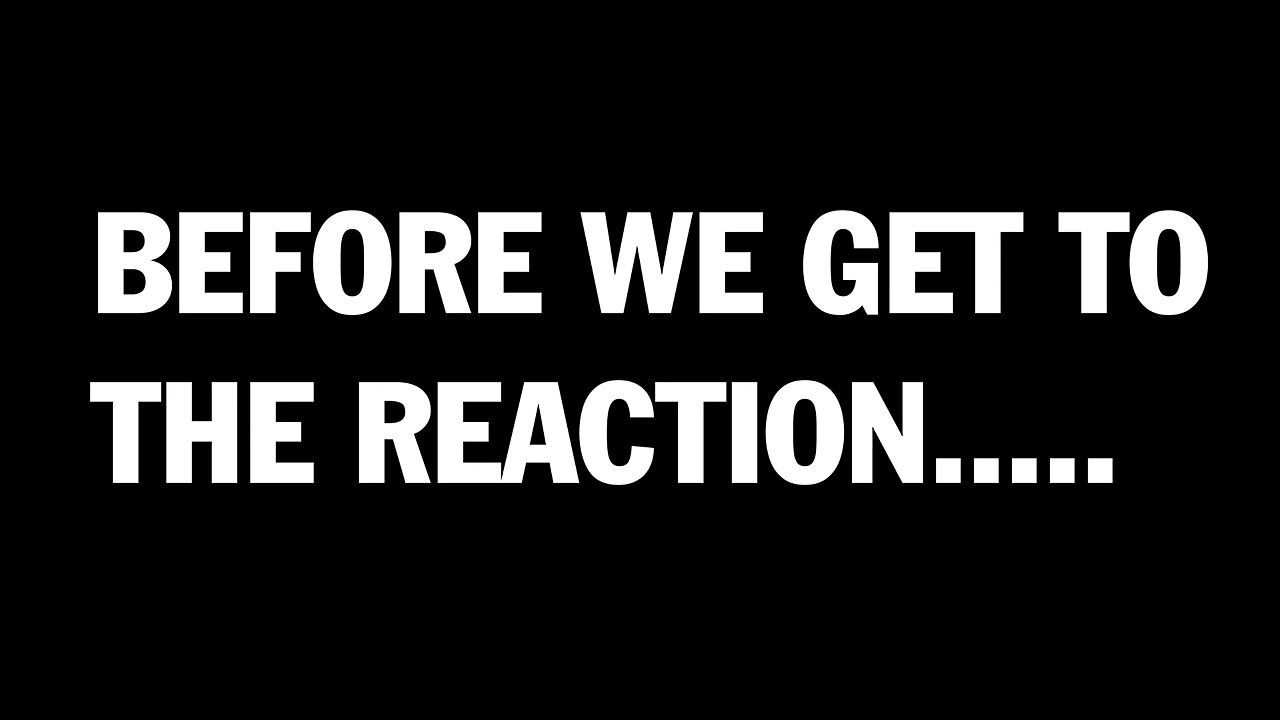 BEFORE WE GET TO
THE REACTION.....